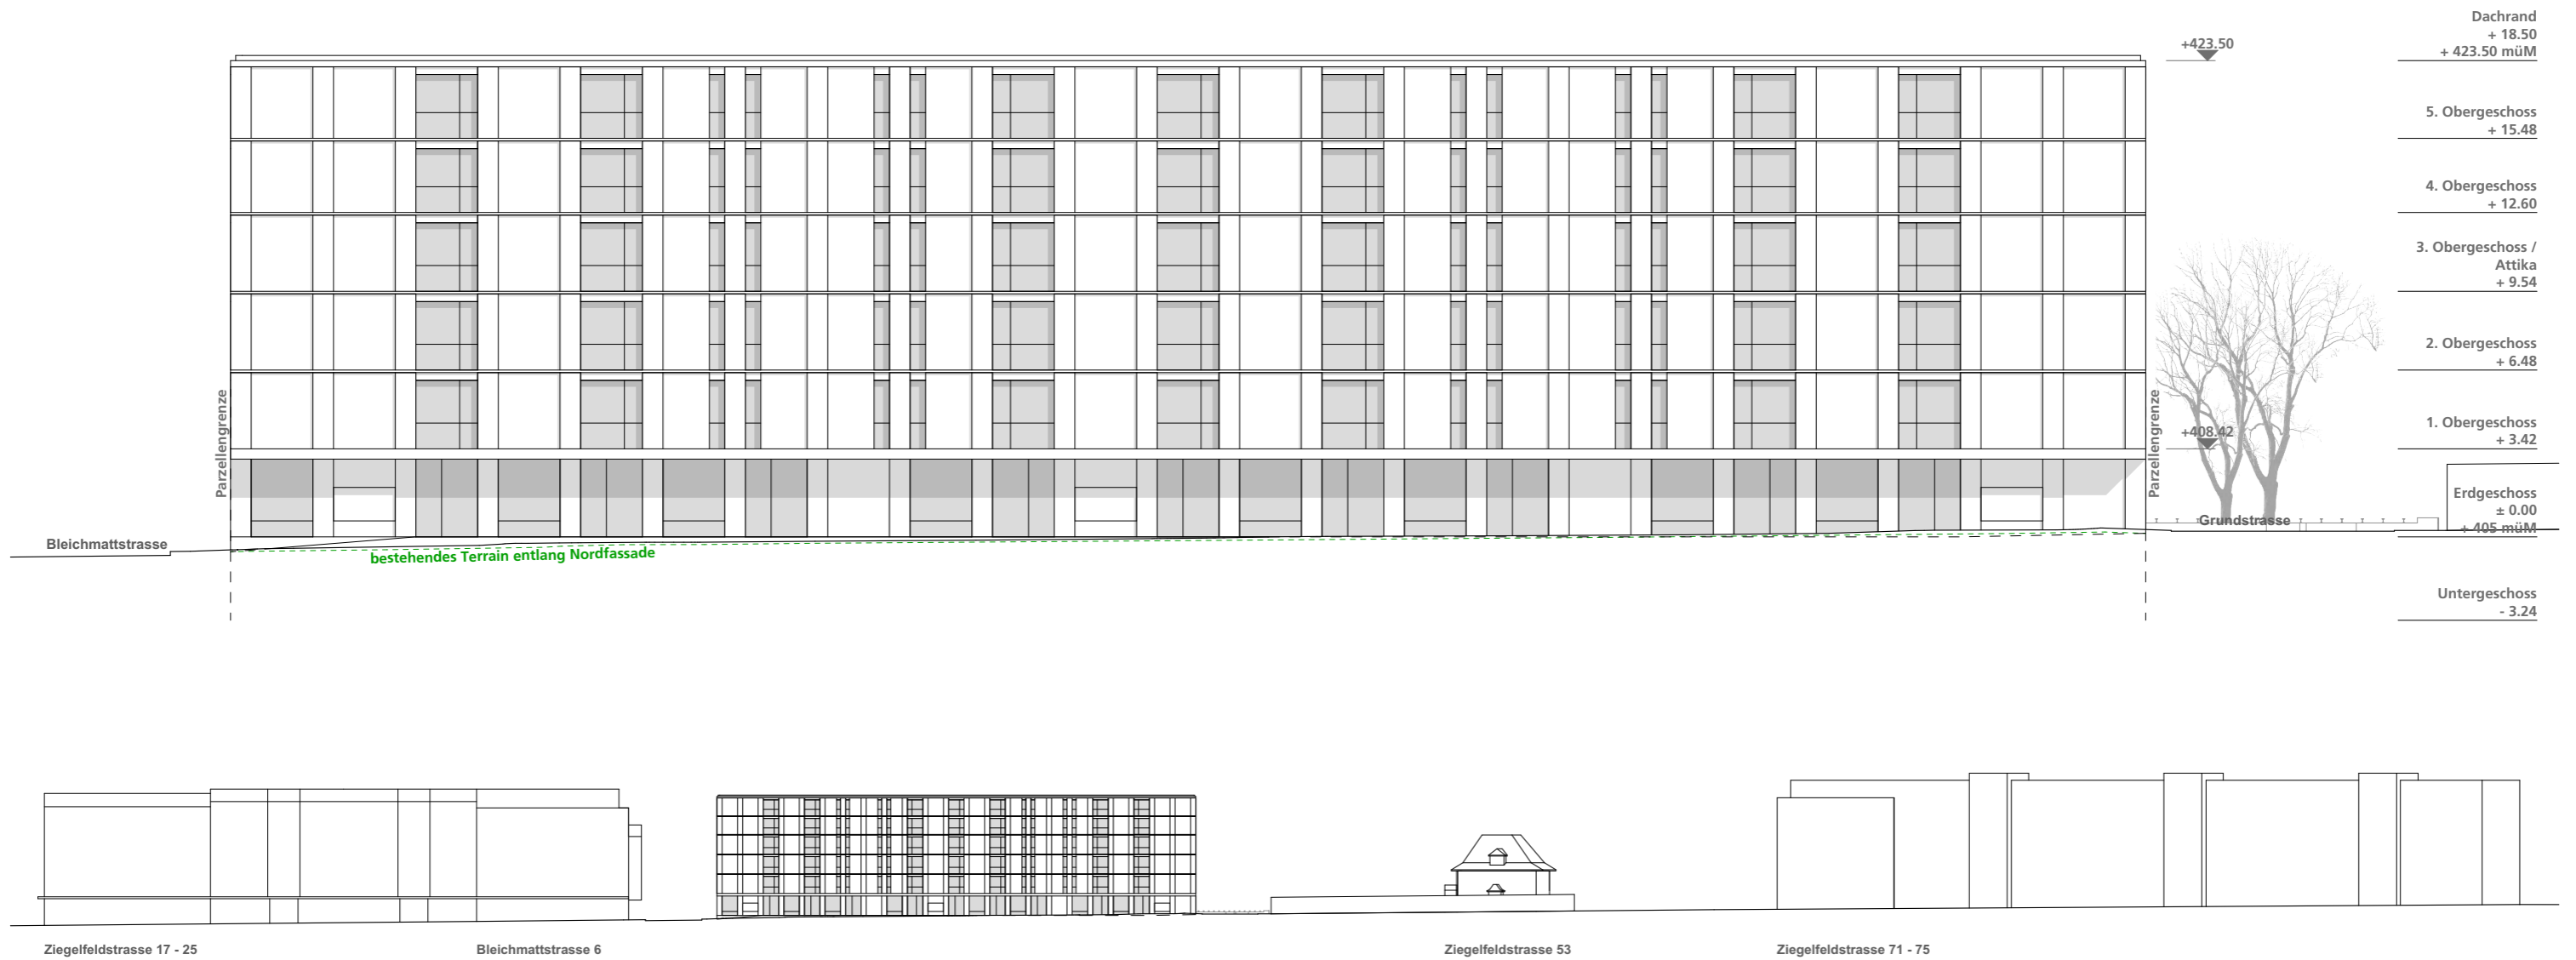 Dachrand
+ 18.50
+ 423.50 müM
+423.50
5. Obergeschoss
+ 15.48
4. Obergeschoss
+ 12.60
3. Obergeschoss /
Attika
+ 9.54
2. Obergeschoss
+ 6.48
Parzellengrenze
Parzellengrenze
+408.42
1. Obergeschoss
+ 3.42
Erdgeschoss
± 0.00
+ 405 müM
Grundstrasse
Bleichmattstrasse
bestehendes Terrain entlang Nordfassade
Untergeschoss
- 3.24
Ziegelfeldstrasse 17 - 25
Bleichmattstrasse 6
Ziegelfeldstrasse 53
Ziegelfeldstrasse 71 - 75